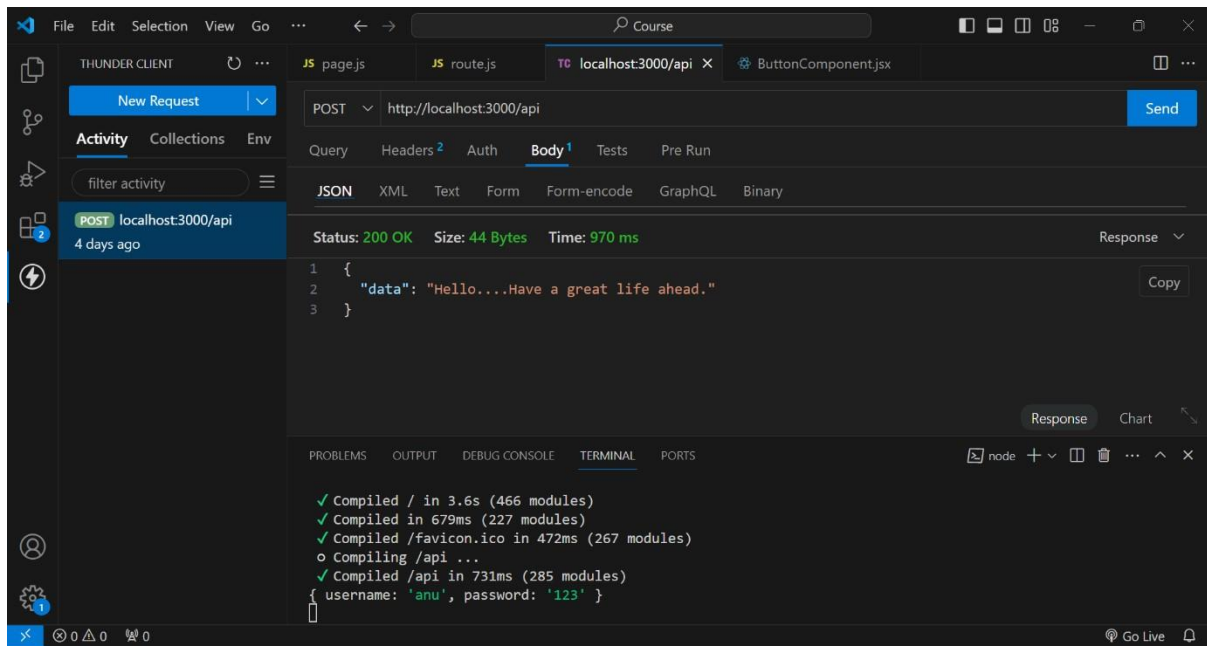 File Edit Selection View Go ... Course
THUNDER CLIENT ...
New Request
Activity Collections Env
filter activity
POST localhost:3000/api
4 days ago
2
1
JS page.js JS route.js TC localhost:3000/api ButtonComponent.jsx ...
POST http://localhost:3000/api Send
Query Headers 2 Auth Body 1 Tests Pre Run
JSON XML Text Form Form-encode GraphQL Binary
Status: 200 OK Size: 44 Bytes Time: 970 ms Response
1 {
2 "data": "Hello....Have a great life ahead."
3 }
Copy
Response Chart
PROBLEMS OUTPUT DEBUG CONSOLE TERMINAL PORTS node ...
✓ Compiled / in 3.6s (466 modules)
✓ Compiled in 679ms (227 modules)
✓ Compiled /favicon.ico in 472ms (267 modules)
○ Compiling /api ...
✓ Compiled /api in 731ms (285 modules)
{ username: 'anu', password: '123' }
0 0 0 Go Live